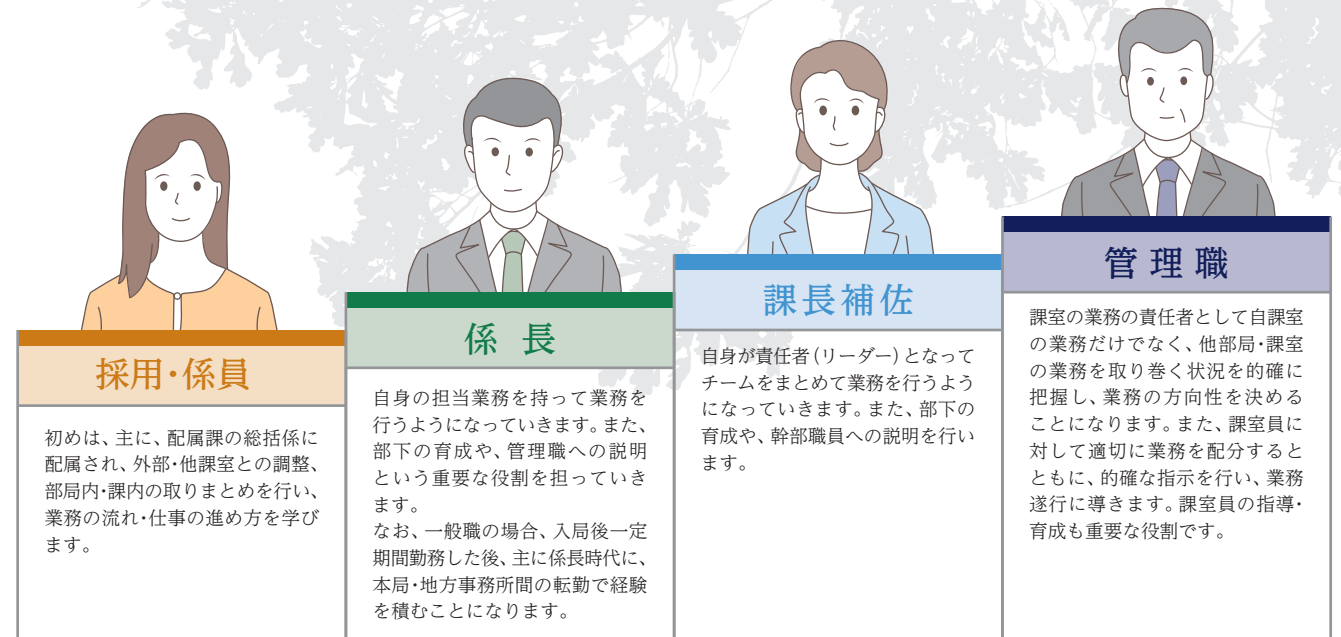 採用・係員
初めは、主に、配属課の総括係に
配属され、外部・他課室との調整、
部局内・課内の取りまとめを行い、
業務の流れ・仕事の進め方を学び
ます。
係長
自身の担当業務を持って業務を
行うようになっていきます。また、
部下の育成や、管理職への説明
という重要な役割を担っていき
ます。
なお、一般職の場合、入局後一定
期間勤務した後、主に係長時代に、
本局・地方事務所間の転勤で経験
を積むことになります。
課長補佐
自身が責任者(リーダー)となって
チームをまとめて業務を行うよう
になっていきます。また、部下の
育成や、幹部職員への説明を行い
ます。
管理職
課室の業務の責任者として自課室
の業務だけでなく、他部局・課室
の業務を取り巻く状況を的確に
把握し、業務の方向性を決める
ことになります。また、課室員に
対して適切に業務を配分すると
ともに、的確な指示を行い、業務
遂行に導きます。課室員の指導・
育成も重要な役割です。